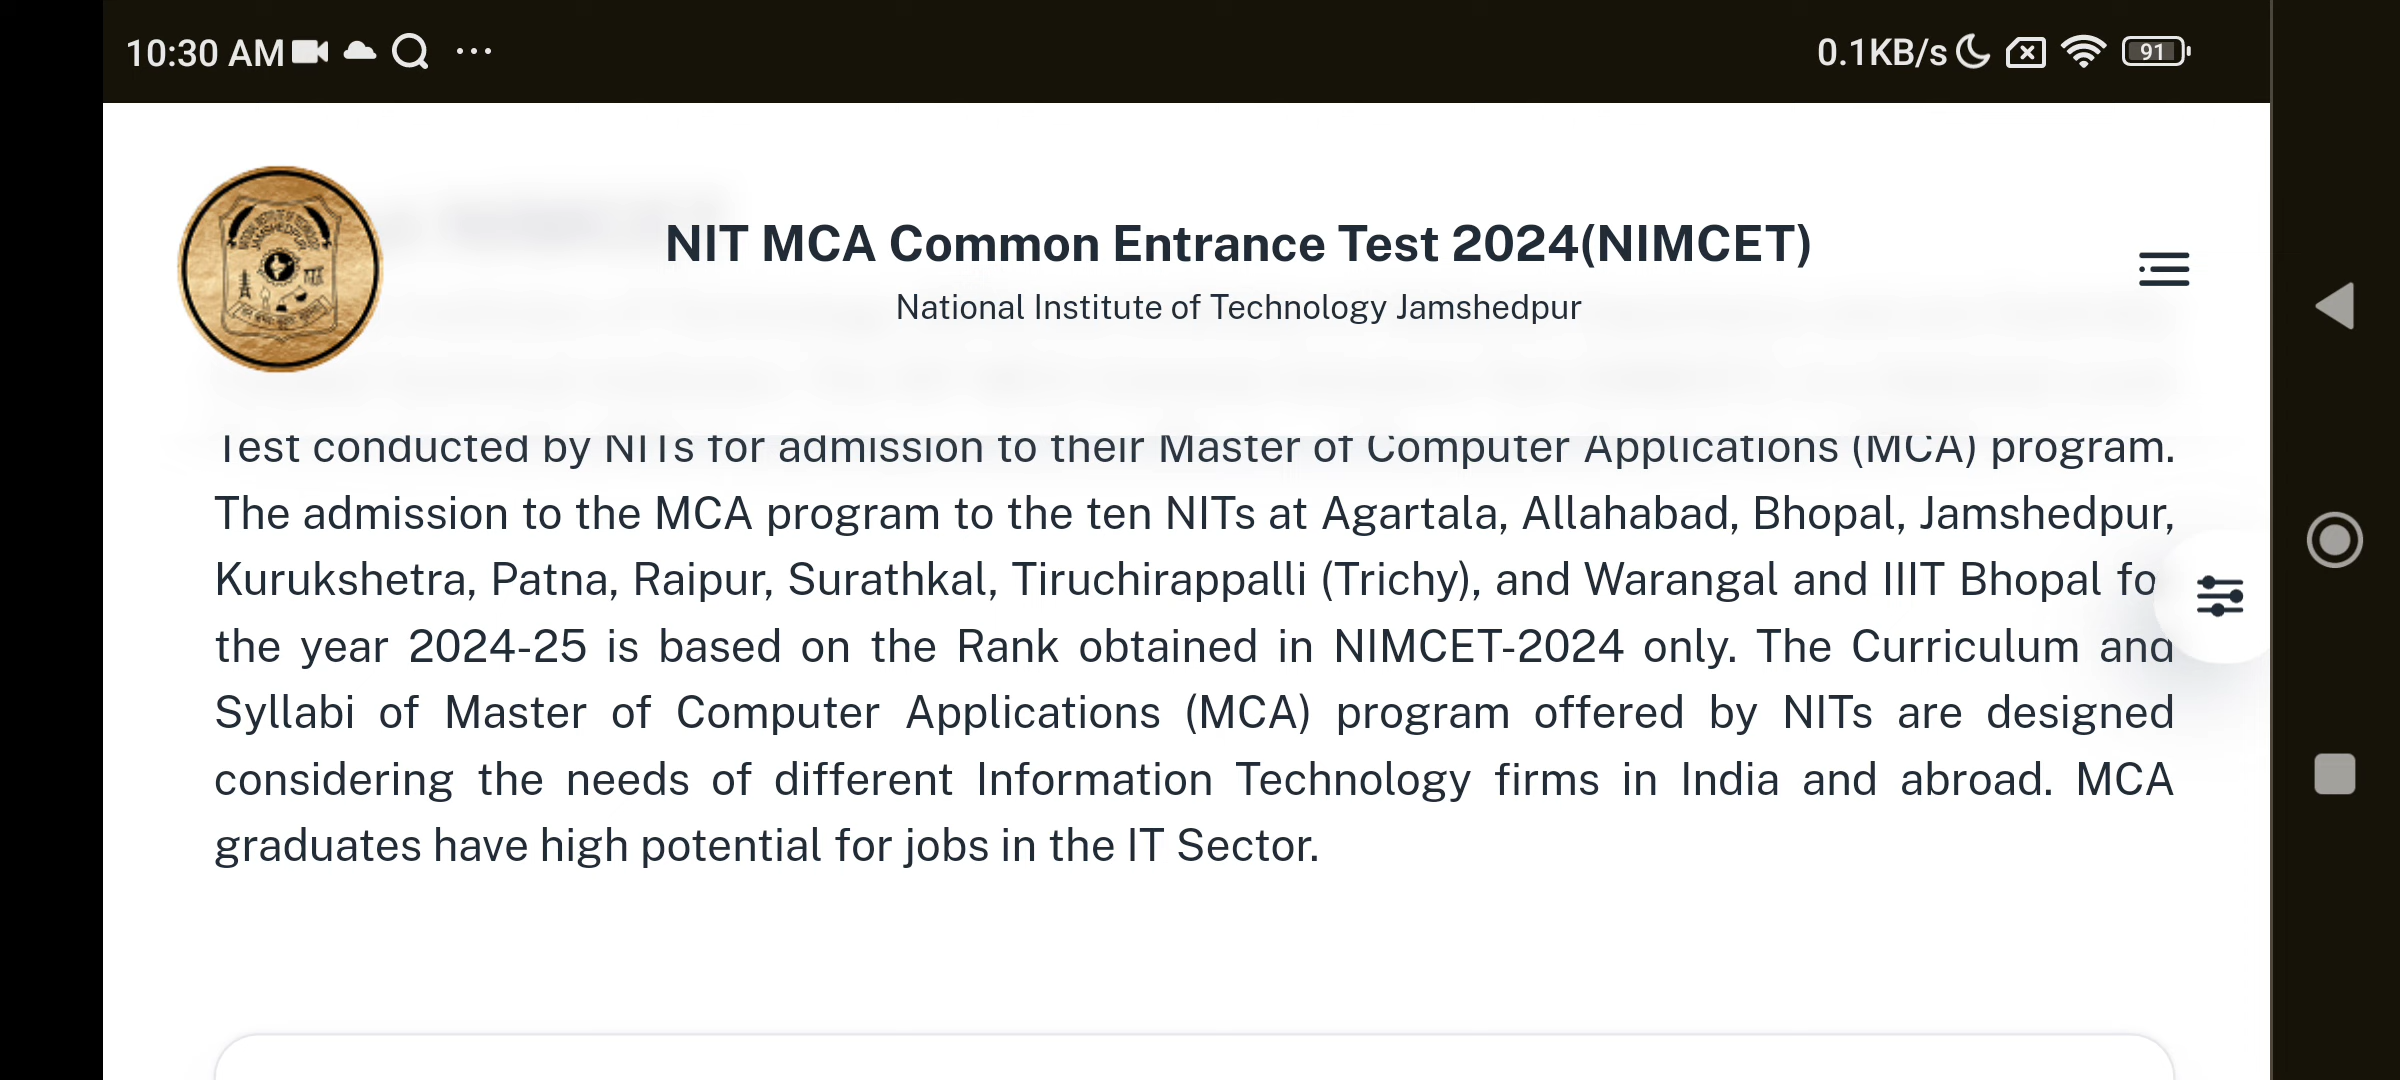 10:30 AM ...
0.1KB/s
91
NIT MCA Common Entrance Test 2024(NIMCET)
National Institute of Technology Jamshedpur
Test conducted by NITs for admission to their Master of Computer Applications (MCA) program.
The admission to the MCA program to the ten NITs at Agartala, Allahabad, Bhopal, Jamshedpur,
Kurukshetra, Patna, Raipur, Surathkal, Tiruchirappalli (Trichy), and Warangal and IIIT Bhopal fo
the year 2024-25 is based on the Rank obtained in NIMCET-2024 only. The Curriculum and
Syllabi of Master of Computer Applications (MCA) program offered by NITs are designed
considering the needs of different Information Technology firms in India and abroad. MCA
graduates have high potential for jobs in the IT Sector.